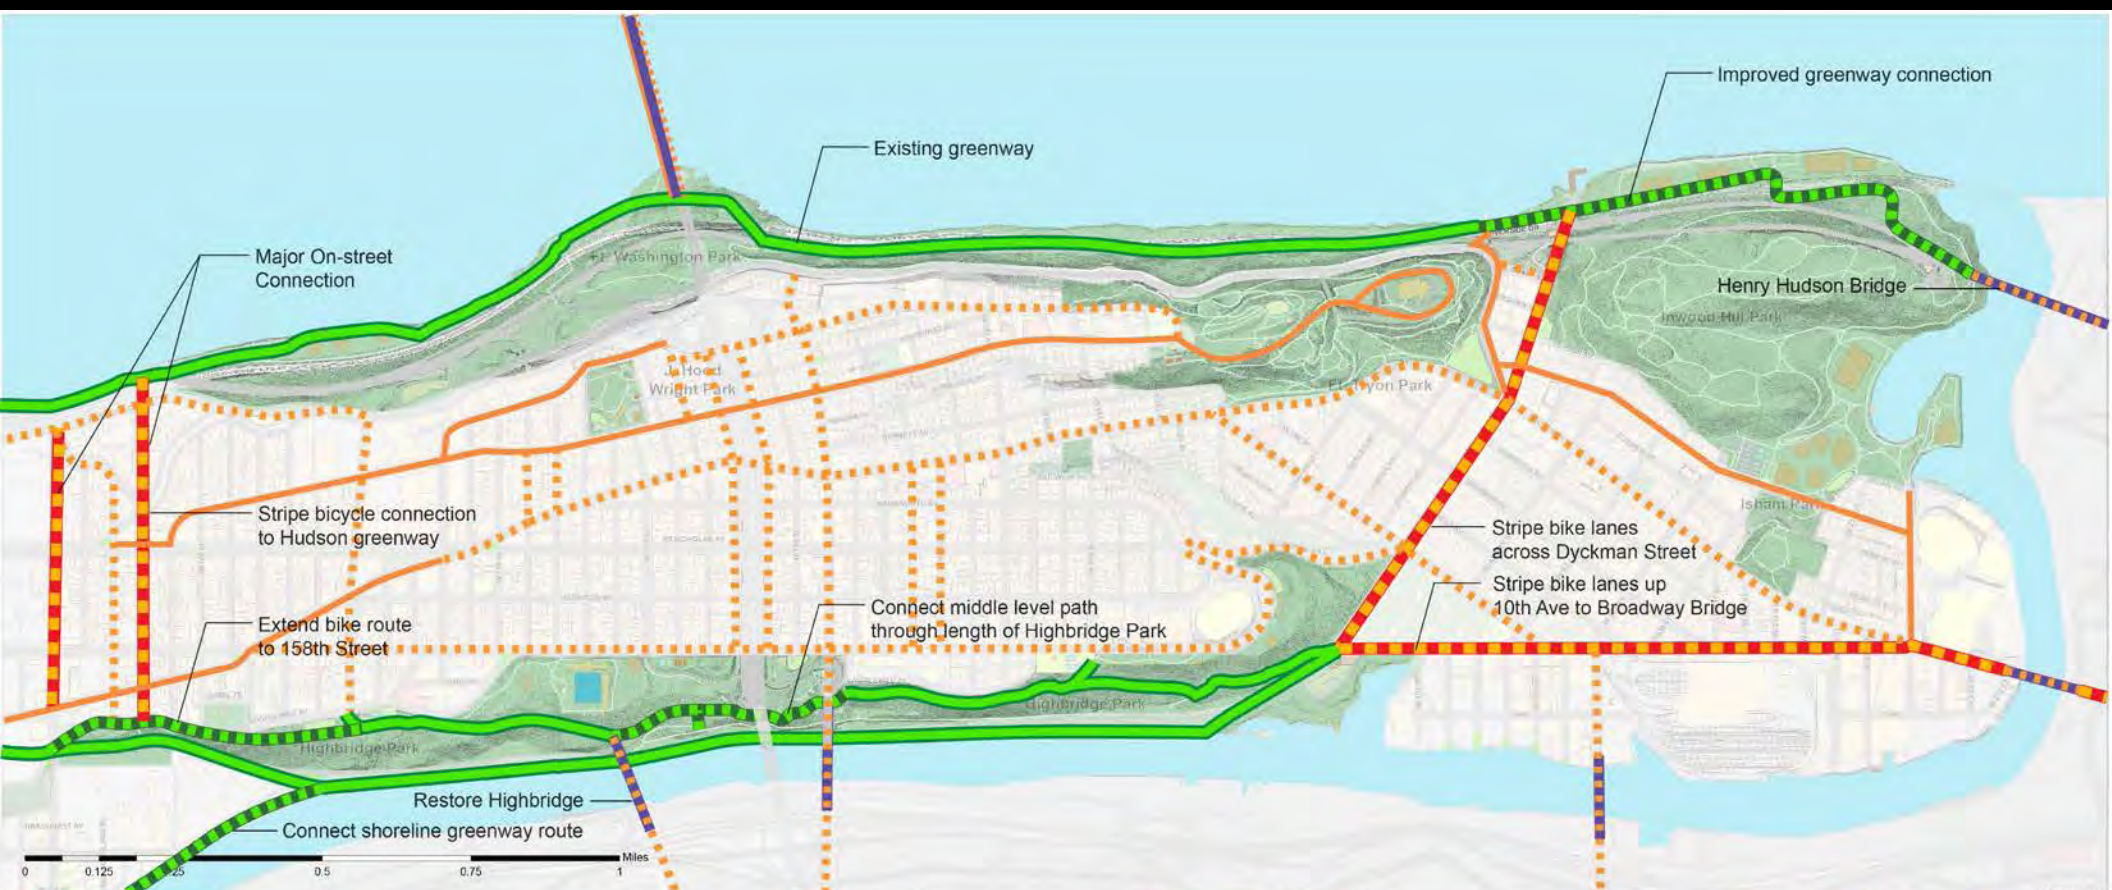 Improved greenway connection
Existing greenway
Major On-street
Connection
Ft. Washington Park
Henry Hudson Bridge
Inwood Hill Park
J. Hood
Wright Park
Ft. Tryon Park
Stripe bicycle connection
to Hudson greenway
Isham Park
Stripe bike lanes
across Dyckman Street
Stripe bike lanes up
10th Ave to Broadway Bridge
Connect middle level path
through length of Highbridge Park
Extend bike route
to 158th Street
Highbridge Park
Highbridge Park
Restore Highbridge
Connect shoreline greenway route
Miles
0 0.125 0.5 0.75 1